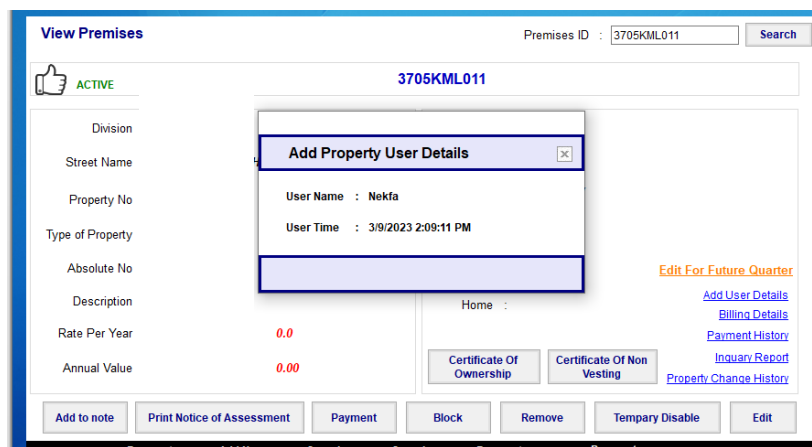 View Premises
Premises ID : 3705KML011 Search
ACTIVE
3705KML011
Division
Street Name
Property No
Type of Property
Absolute No
Description
Rate Per Year 0.0
Annual Value 0.00
Add Property User Details
User Name : Nekfa
User Time : 3/9/2023 2:09:11 PM
Home :
Edit For Future Quarter
Add User Details
Billing Details
Payment History
Inquary Report
Property Change History
Certificate Of Ownership
Certificate Of Non Vesting
Add to note Print Notice of Assessment Payment Block Remove Tempary Disable Edit